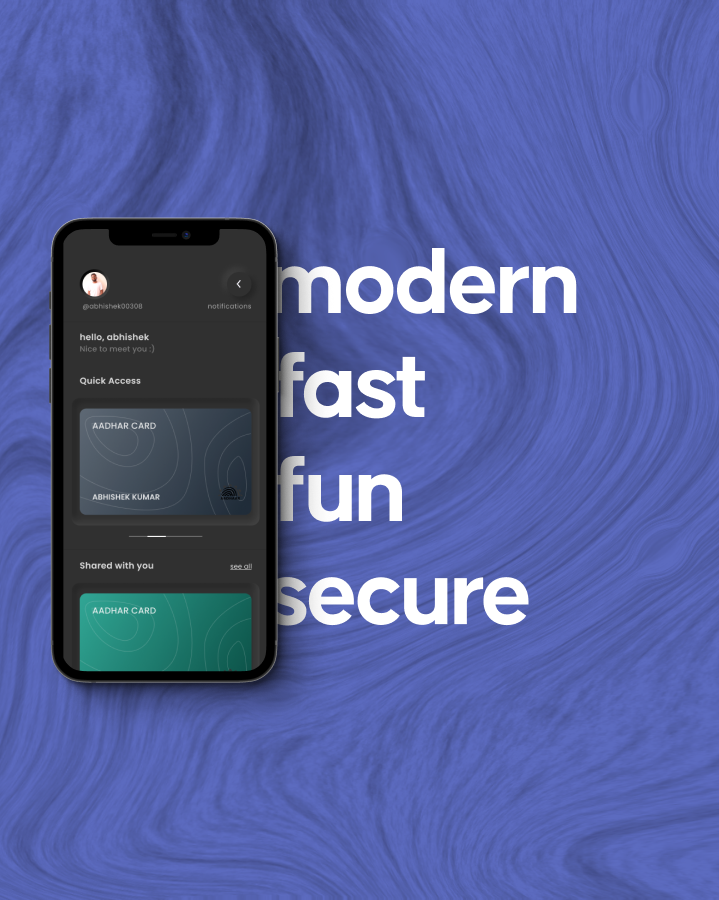 @abhishek00308
notifications
hello, abhishek
Nice to meet you :)
Quick Access
AADHAR CARD
ABHISHEK KUMAR
Shared with you
see all
AADHAR CARD
modern
fast
fun
secure